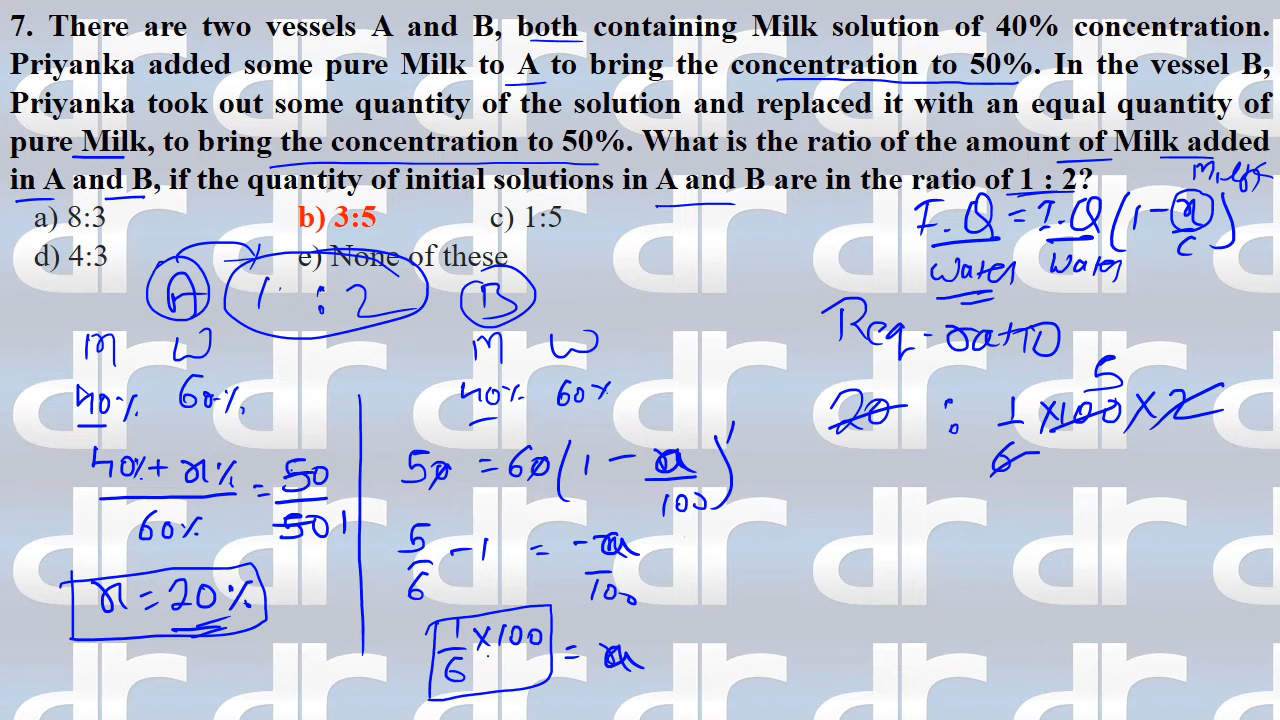 7. There are two vessels A and B, both containing Milk solution of 40% concentration.
Priyanka added some pure Milk to A to bring the concentration to 50%. In the vessel B,
Priyanka took out some quantity of the solution and replaced it with an equal quantity of
pure Milk, to bring the concentration to 50%. What is the ratio of the amount of Milk added
in A and B, if the quantity of initial solutions in A and B are in the ratio of 1 : 2?
a) 8:3 b) 3:5 c) 1:5
d) 4:3 e) None of these
I.Q = I.Q (1 - x/c)
Water Water
A 1 : 2 B
Req - ratio
M W M W
40% 60% 40% 60%
20 : 1/6 × 100 × 2
5
40% + x% / 60% = 50 / 50 1
50 = 60 (1 - x/100)^1
5/6 - 1 = -x/100
x = 20%
1/6 × 100 = x
dr